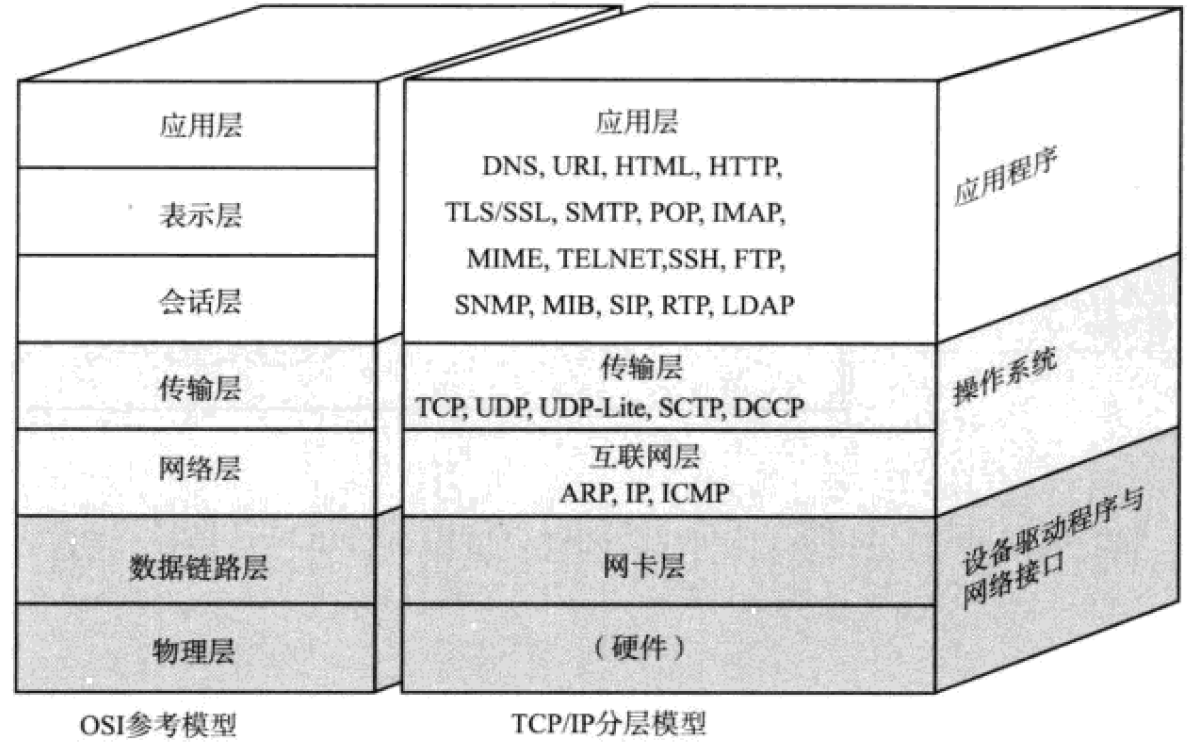 应用层
表示层
会话层
传输层
网络层
数据链路层
物理层
OSI参考模型
应用层
DNS, URI, HTML, HTTP,
TLS/SSL, SMTP, POP, IMAP,
MIME, TELNET,SSH, FTP,
SNMP, MIB, SIP, RTP, LDAP
传输层
TCP, UDP, UDP-Lite, SCTP, DCCP
互联网层
ARP, IP, ICMP
网卡层
（硬件）
TCP/IP分层模型
应用程序
操作系统
设备驱动程序与
网络接口